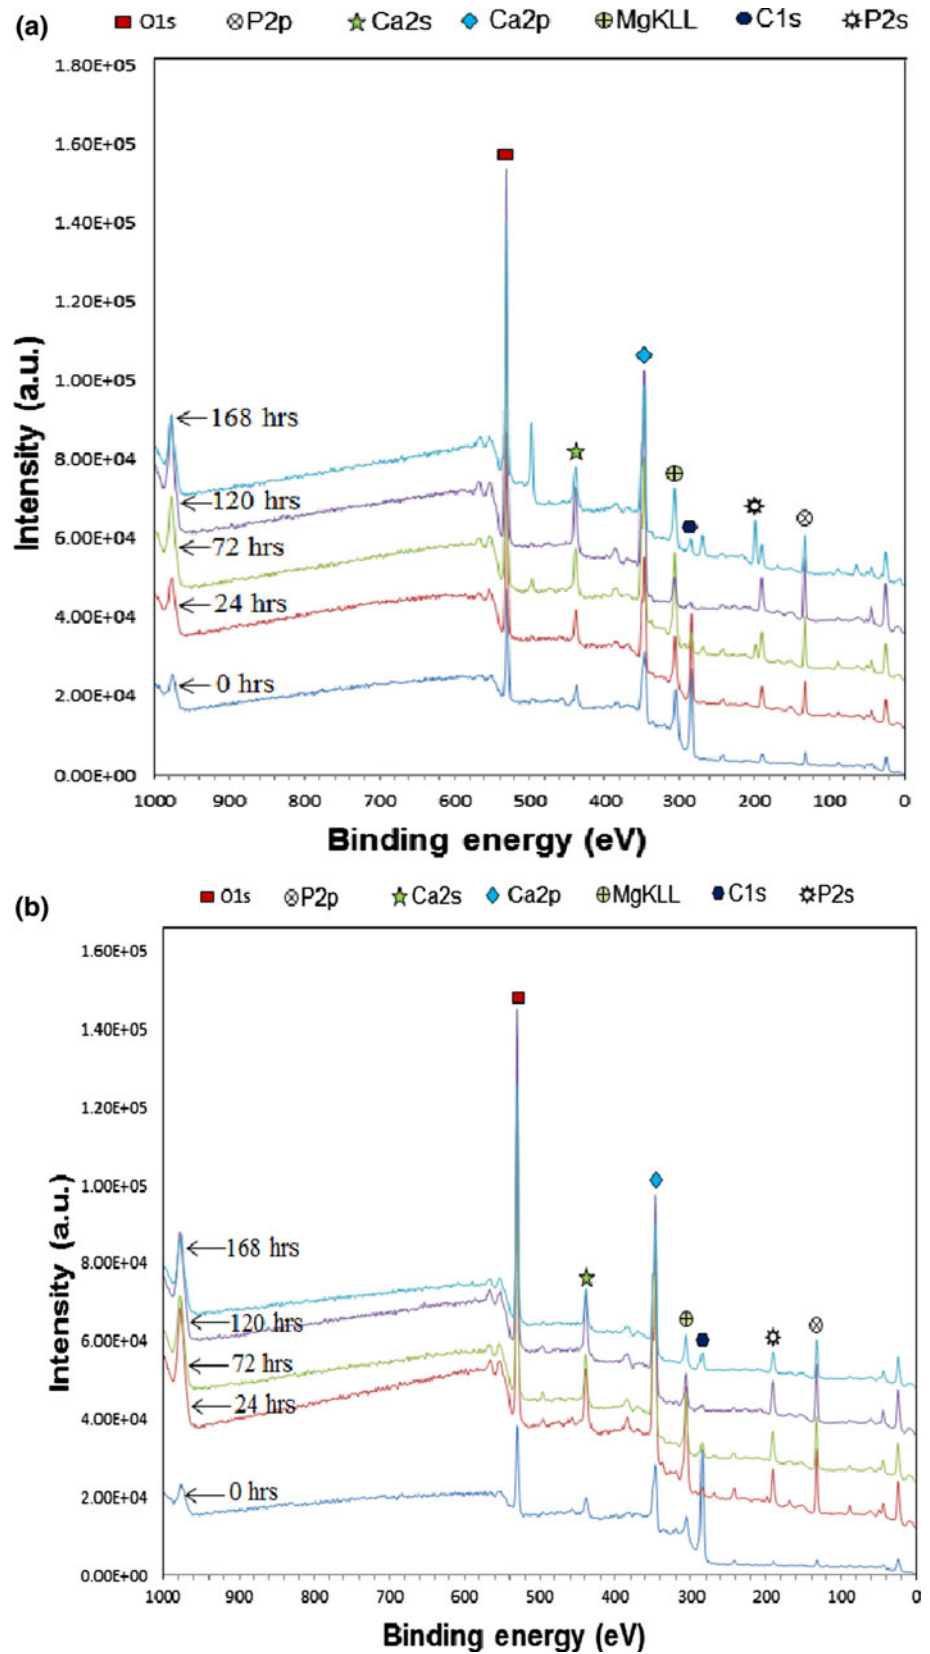 (a) O1s P2p Ca2s Ca2p MgKLL C1s P2s
1.80E+05
1.60E+05
1.40E+05
1.20E+05
1.00E+05
8.00E+04
6.00E+04
4.00E+04
2.00E+04
0.00E+00
Intensity (a.u.)
168 hrs
120 hrs
72 hrs
24 hrs
0 hrs
1000 900 800 700 600 500 400 300 200 100 0
Binding energy (eV)
(b) O1s P2p Ca2s Ca2p MgKLL C1s P2s
1.60E+05
1.40E+05
1.20E+05
1.00E+05
8.00E+04
6.00E+04
4.00E+04
2.00E+04
0.00E+00
Intensity (a.u.)
168 hrs
120 hrs
72 hrs
24 hrs
0 hrs
1000 900 800 700 600 500 400 300 200 100 0
Binding energy (eV)